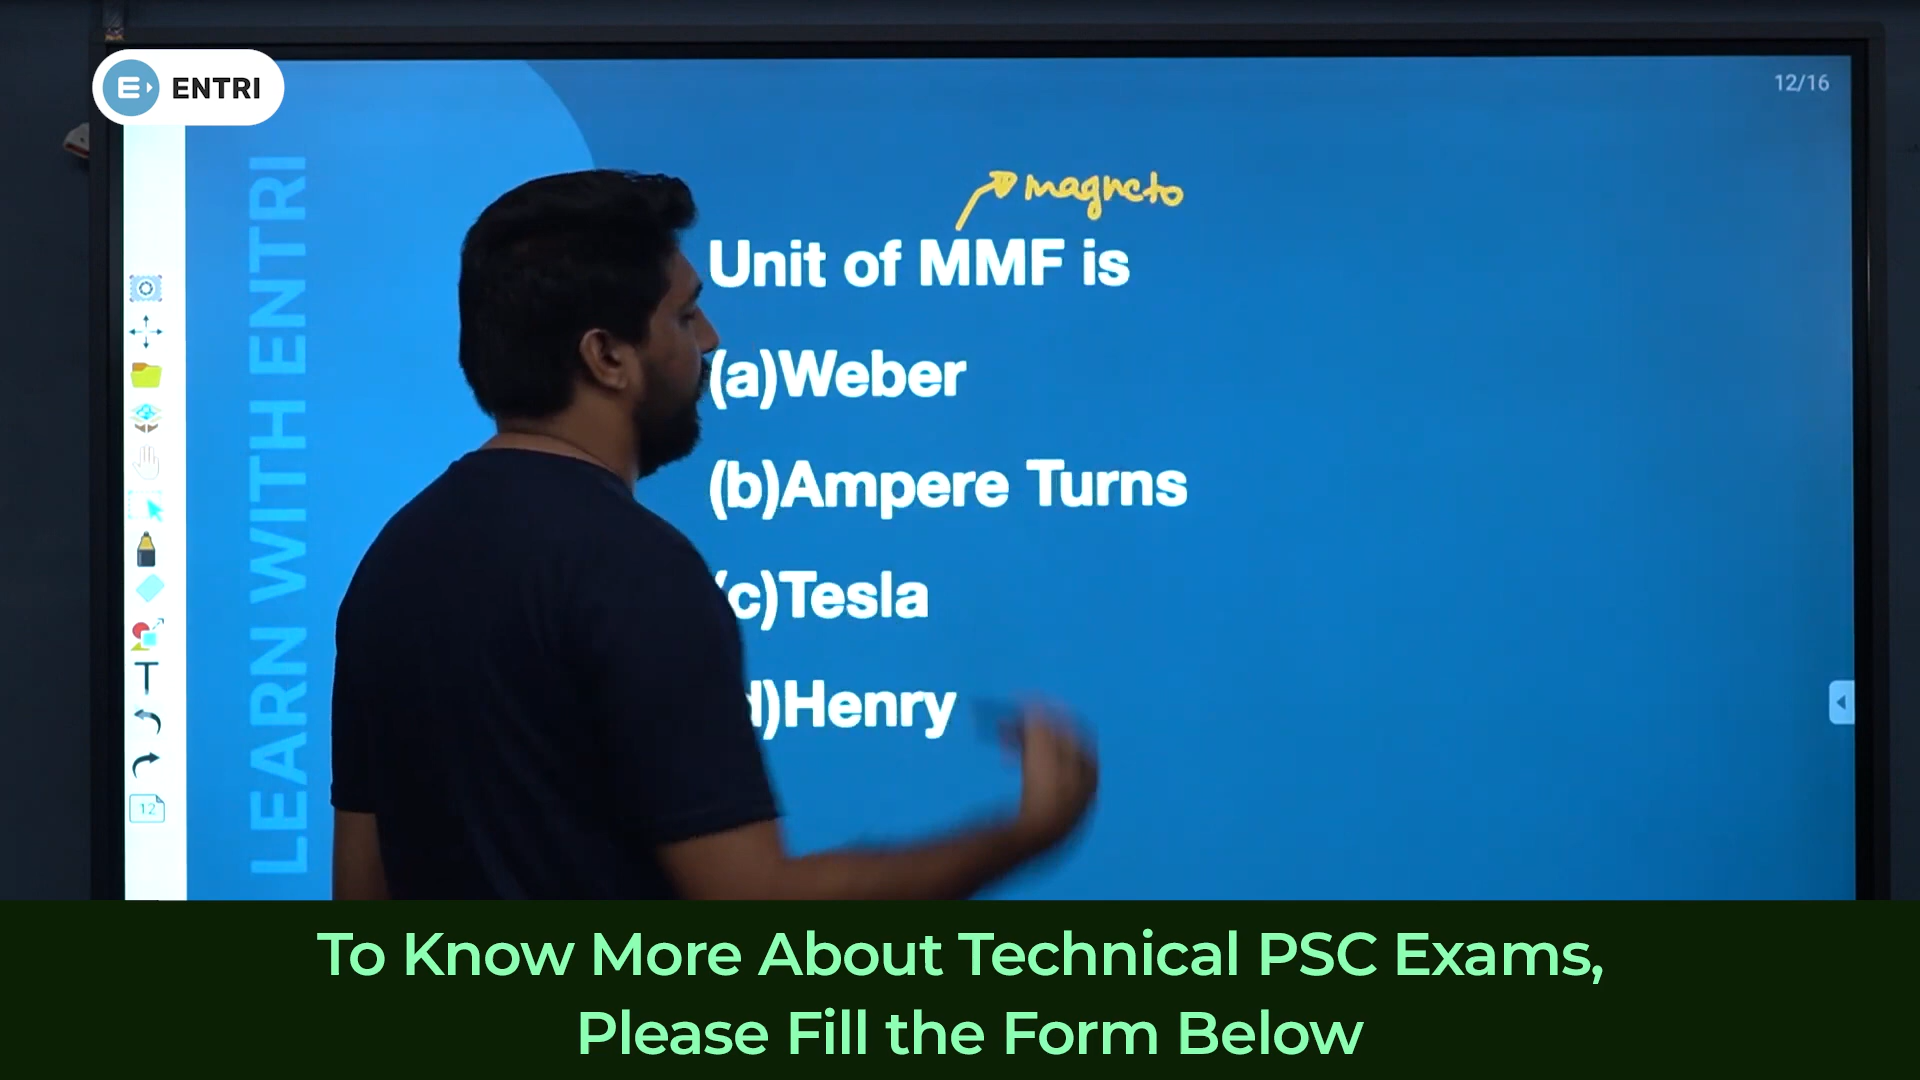 ENTRI
12/16
LEARN WITH ENTRI
magneto
Unit of MMF is
(a)Weber
(b)Ampere Turns
(c)Tesla
d)Henry
T
12
To Know More About Technical PSC Exams,
Please Fill the Form Below